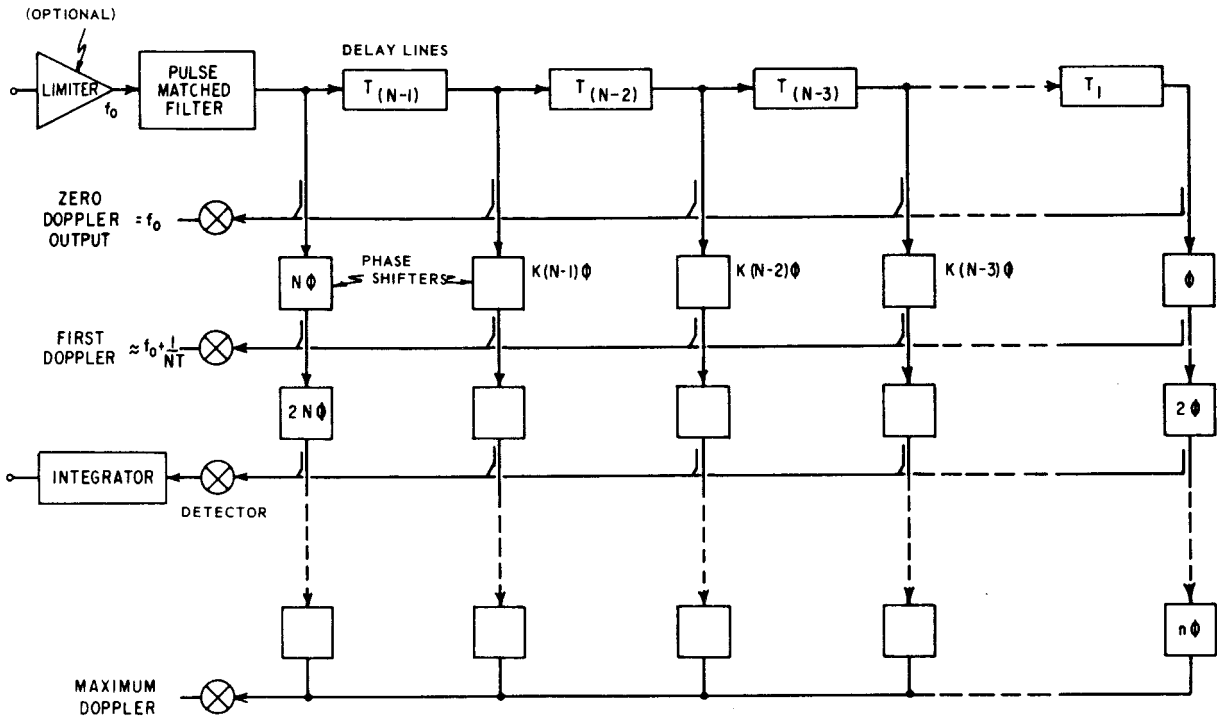 (OPTIONAL)
LIMITER
f₀
PULSE
MATCHED
FILTER
DELAY LINES
T(N-1)
T(N-2)
T(N-3)
T1
ZERO
DOPPLER = f₀
OUTPUT
PHASE
SHIFTERS
NΦ
K(N-1)Φ
K(N-2)Φ
K(N-3)Φ
Φ
FIRST
DOPPLER ≈ f₀+1/NT
2NΦ
2Φ
INTEGRATOR
DETECTOR
nΦ
MAXIMUM
DOPPLER